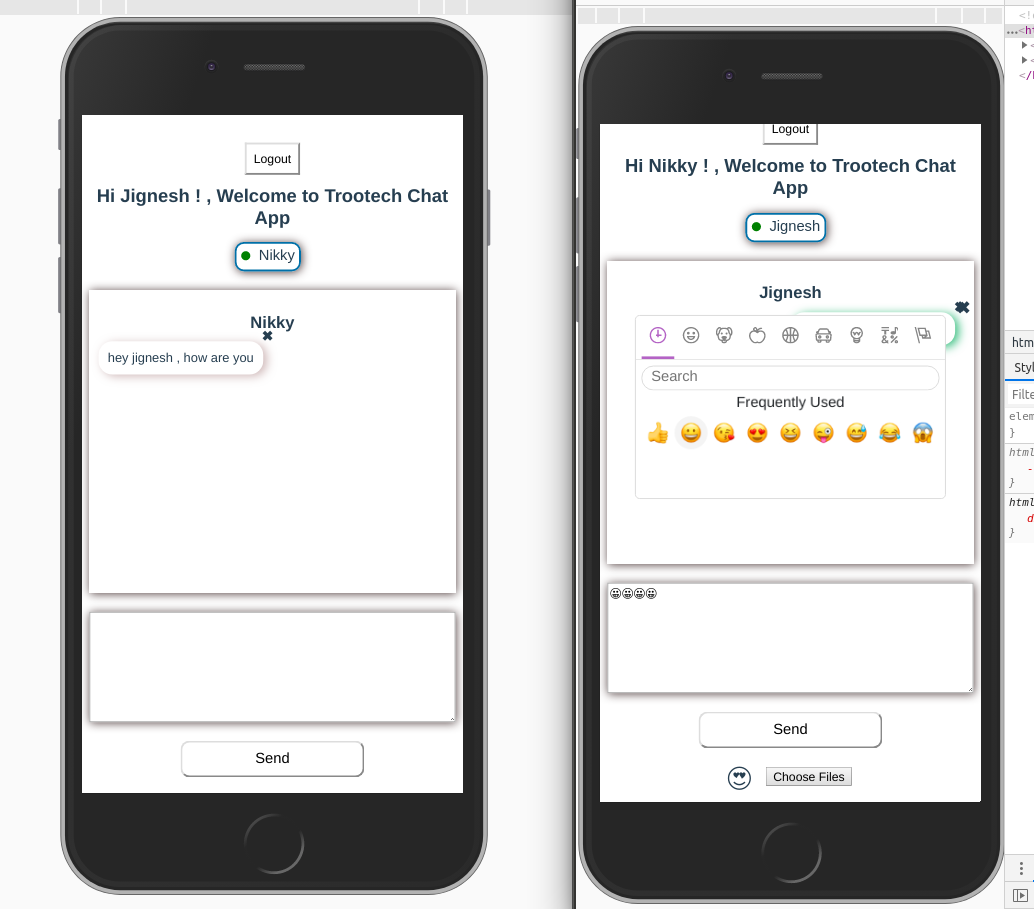 Logout
Hi Jignesh ! , Welcome to Trootech Chat
App
Nikky
Nikky
hey jignesh , how are you
Send
Logout
Hi Nikky ! , Welcome to Trootech Chat
App
Jignesh
Jignesh
Search
Frequently Used
👍😀😘😍😆😜😅😂😱
😀😀😀😀
Send
Choose Files
<!
…<h
<
<
</
htm
Styl
Filte
elem
}
html
-
}
html
d
}